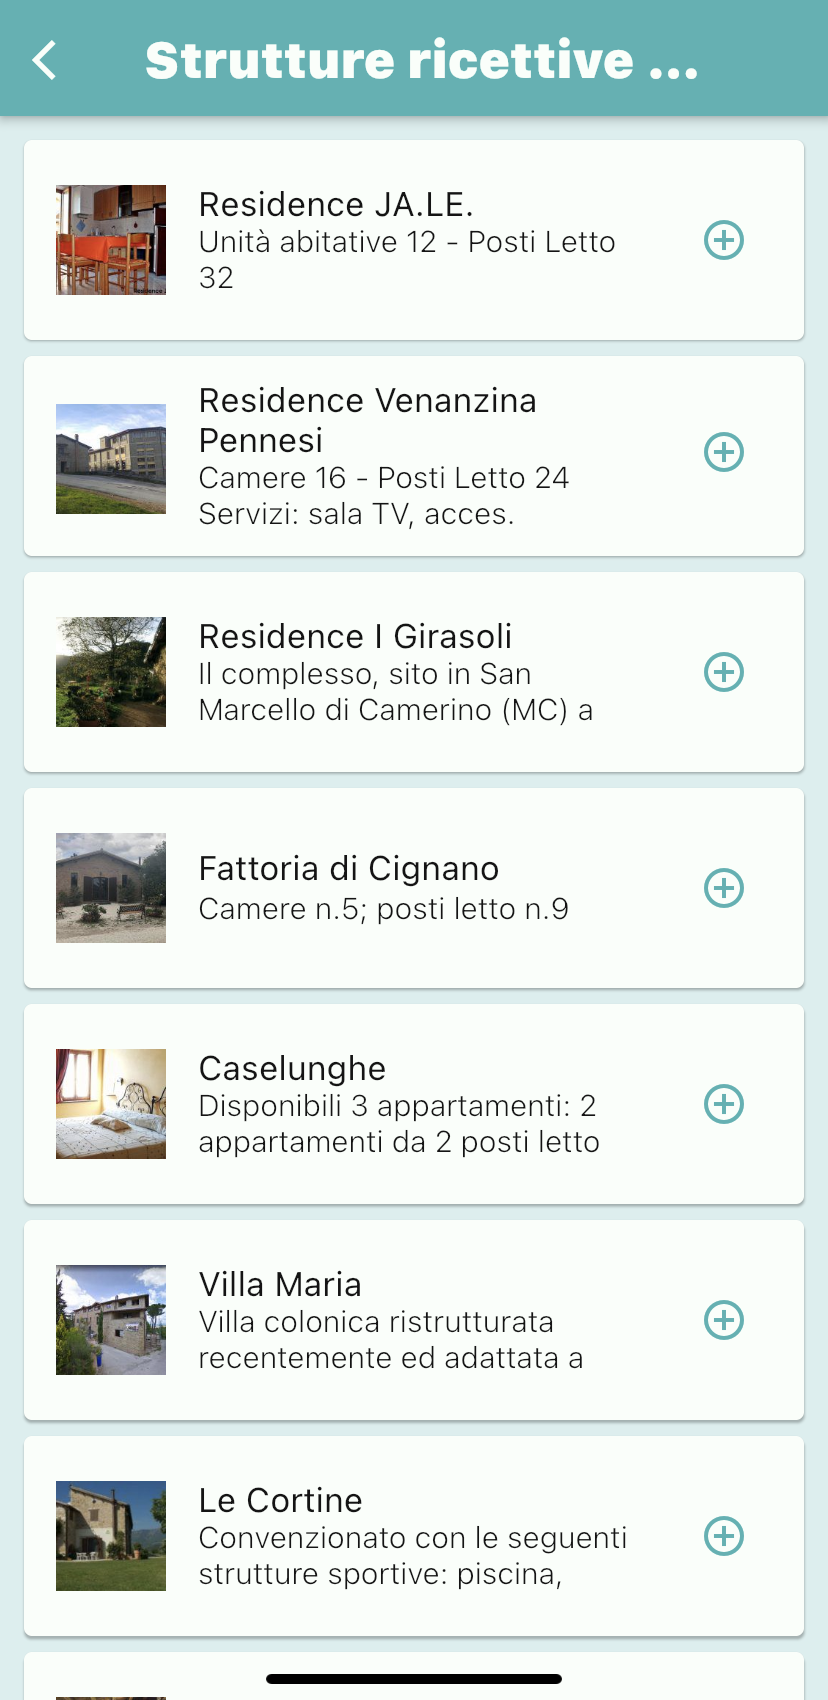 Strutture ricettive ...
Residence JA.LE.
Unità abitative 12 - Posti Letto
32
Residence Venanzina
Pennesi
Camere 16 - Posti Letto 24
Servizi: sala TV, acces.
Residence I Girasoli
Il complesso, sito in San
Marcello di Camerino (MC) a
Fattoria di Cignano
Camere n.5; posti letto n.9
Caselunghe
Disponibili 3 appartamenti: 2
appartamenti da 2 posti letto
Villa Maria
Villa colonica ristrutturata
recentemente ed adattata a
Le Cortine
Convenzionato con le seguenti
strutture sportive: piscina,